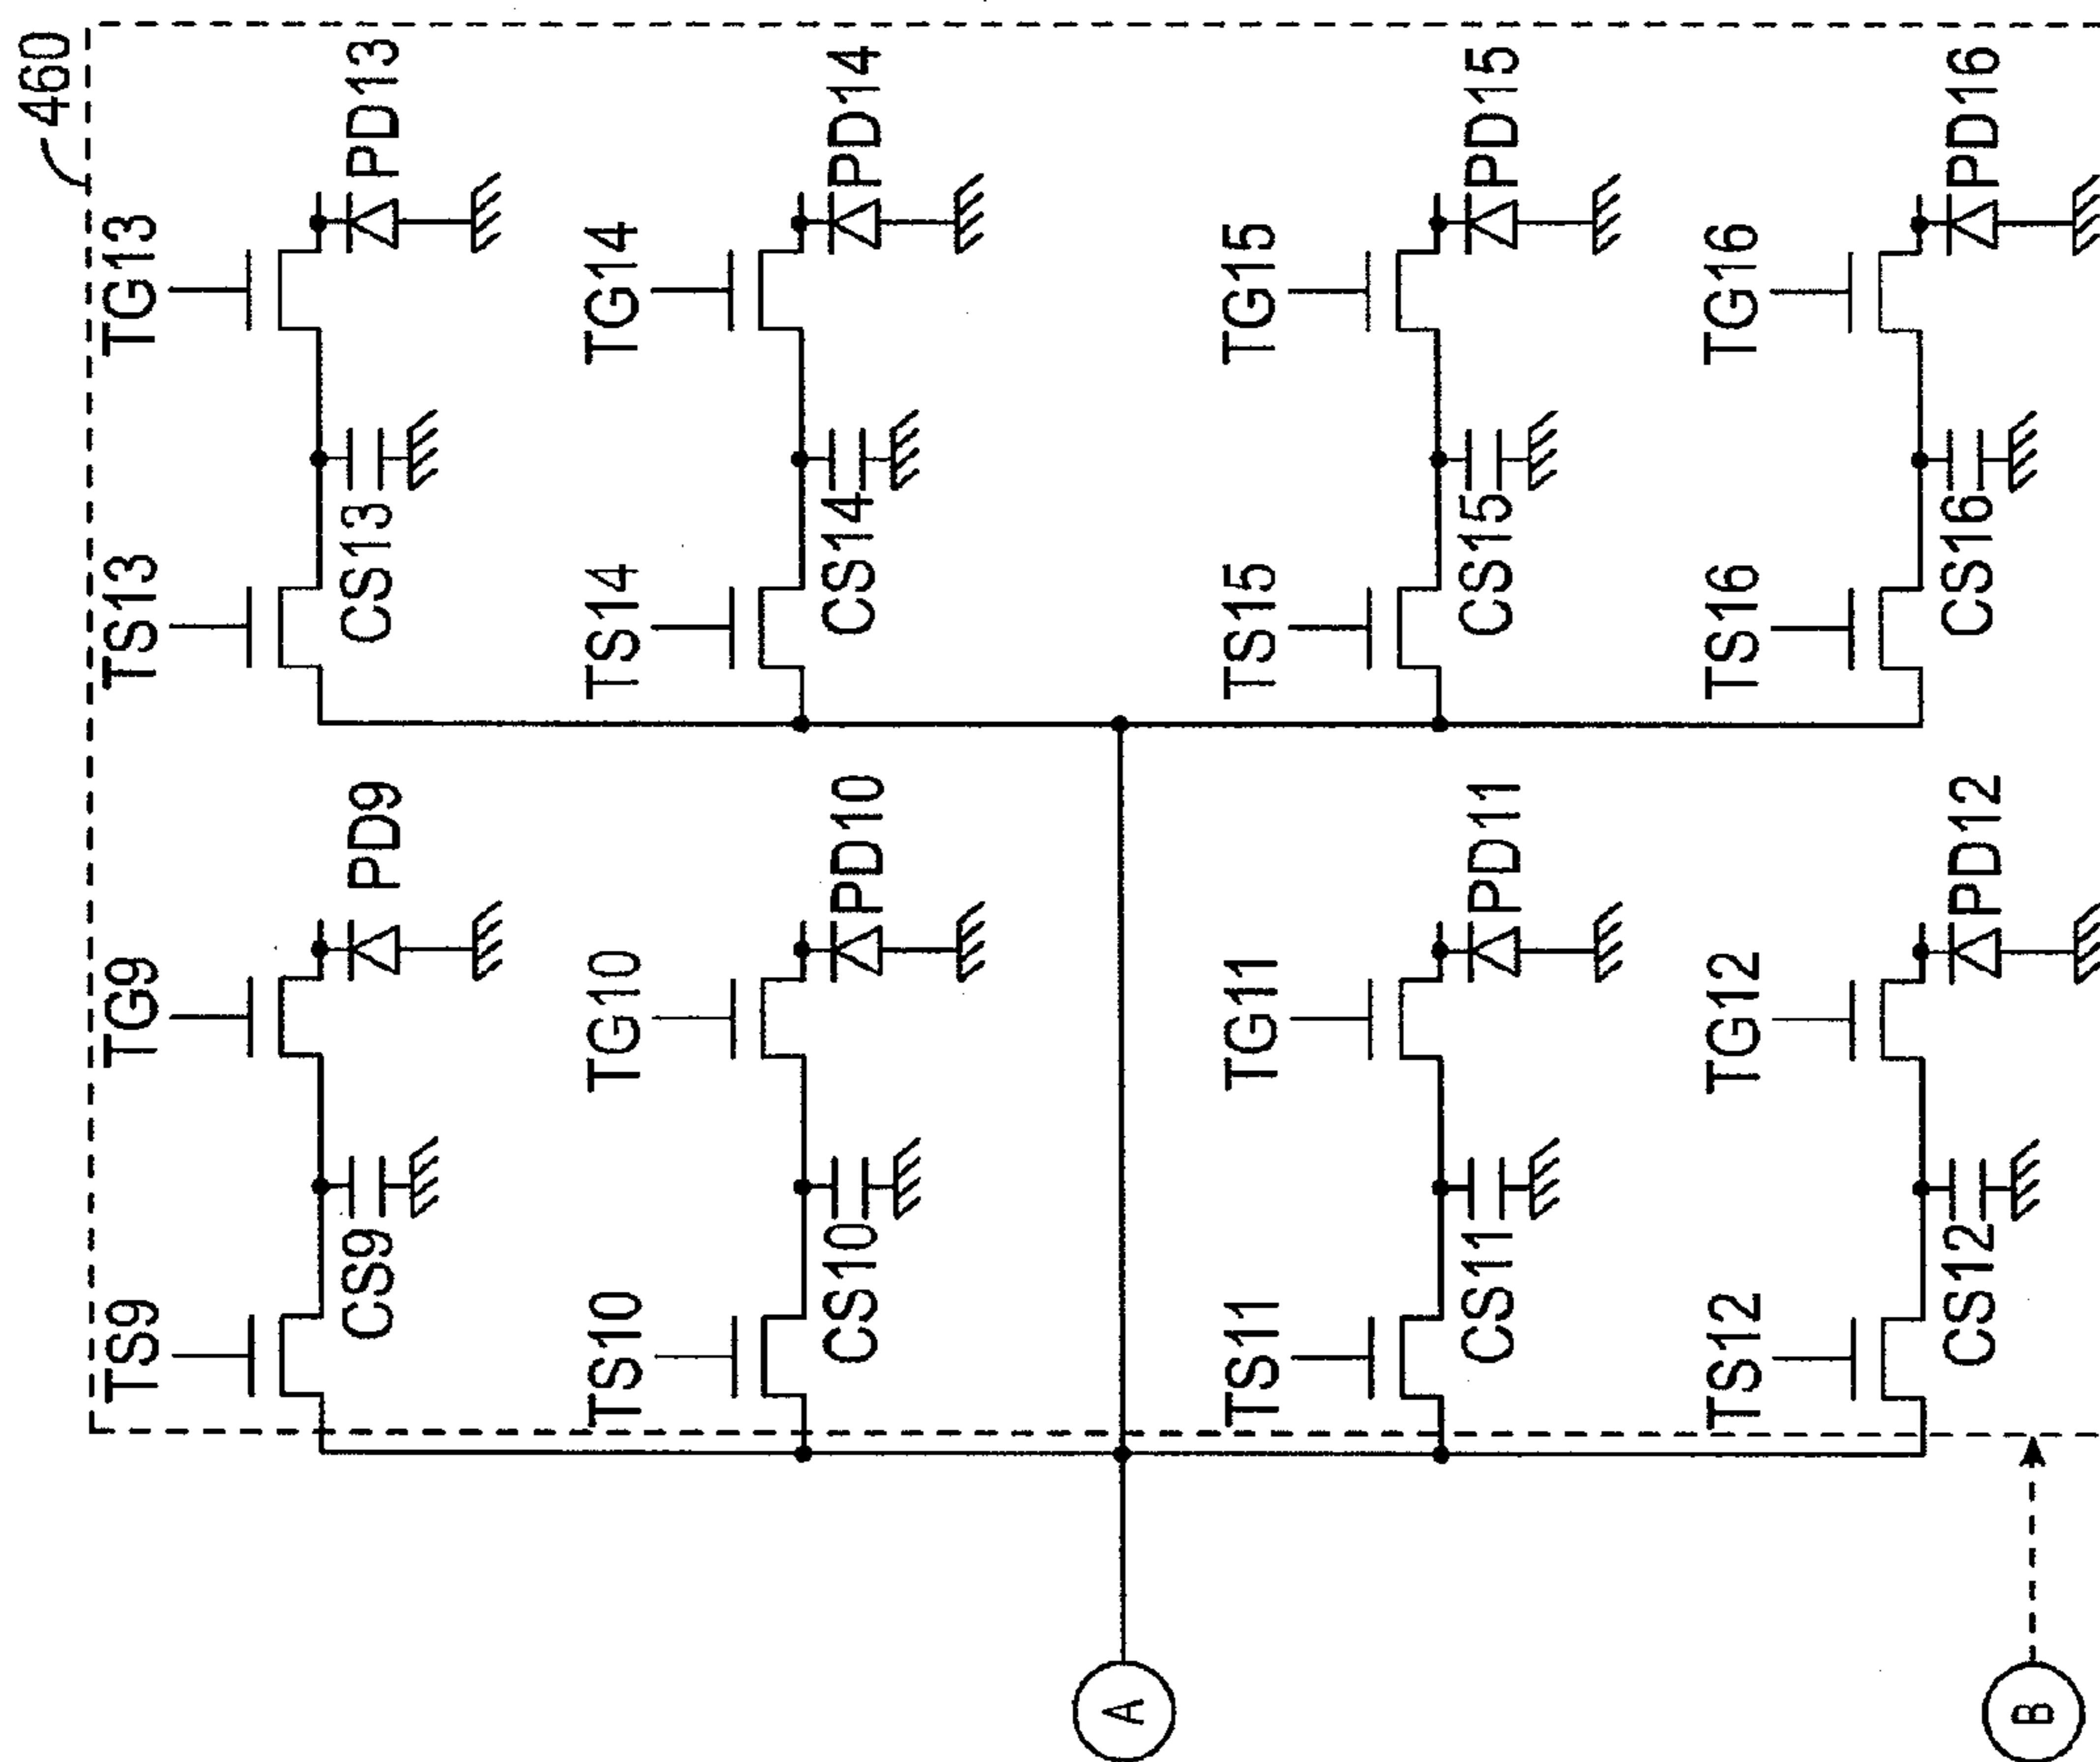 460
TS13
TG13
CS13
PD13
TS14
TG14
CS14
PD14
TS15
TG15
CS15
PD15
TS16
TG16
CS16
PD16
TS9
TG9
CS9
PD9
TS10
TG10
CS10
PD10
TS11
TG11
CS11
PD11
TS12
TG12
CS12
PD12
A
B